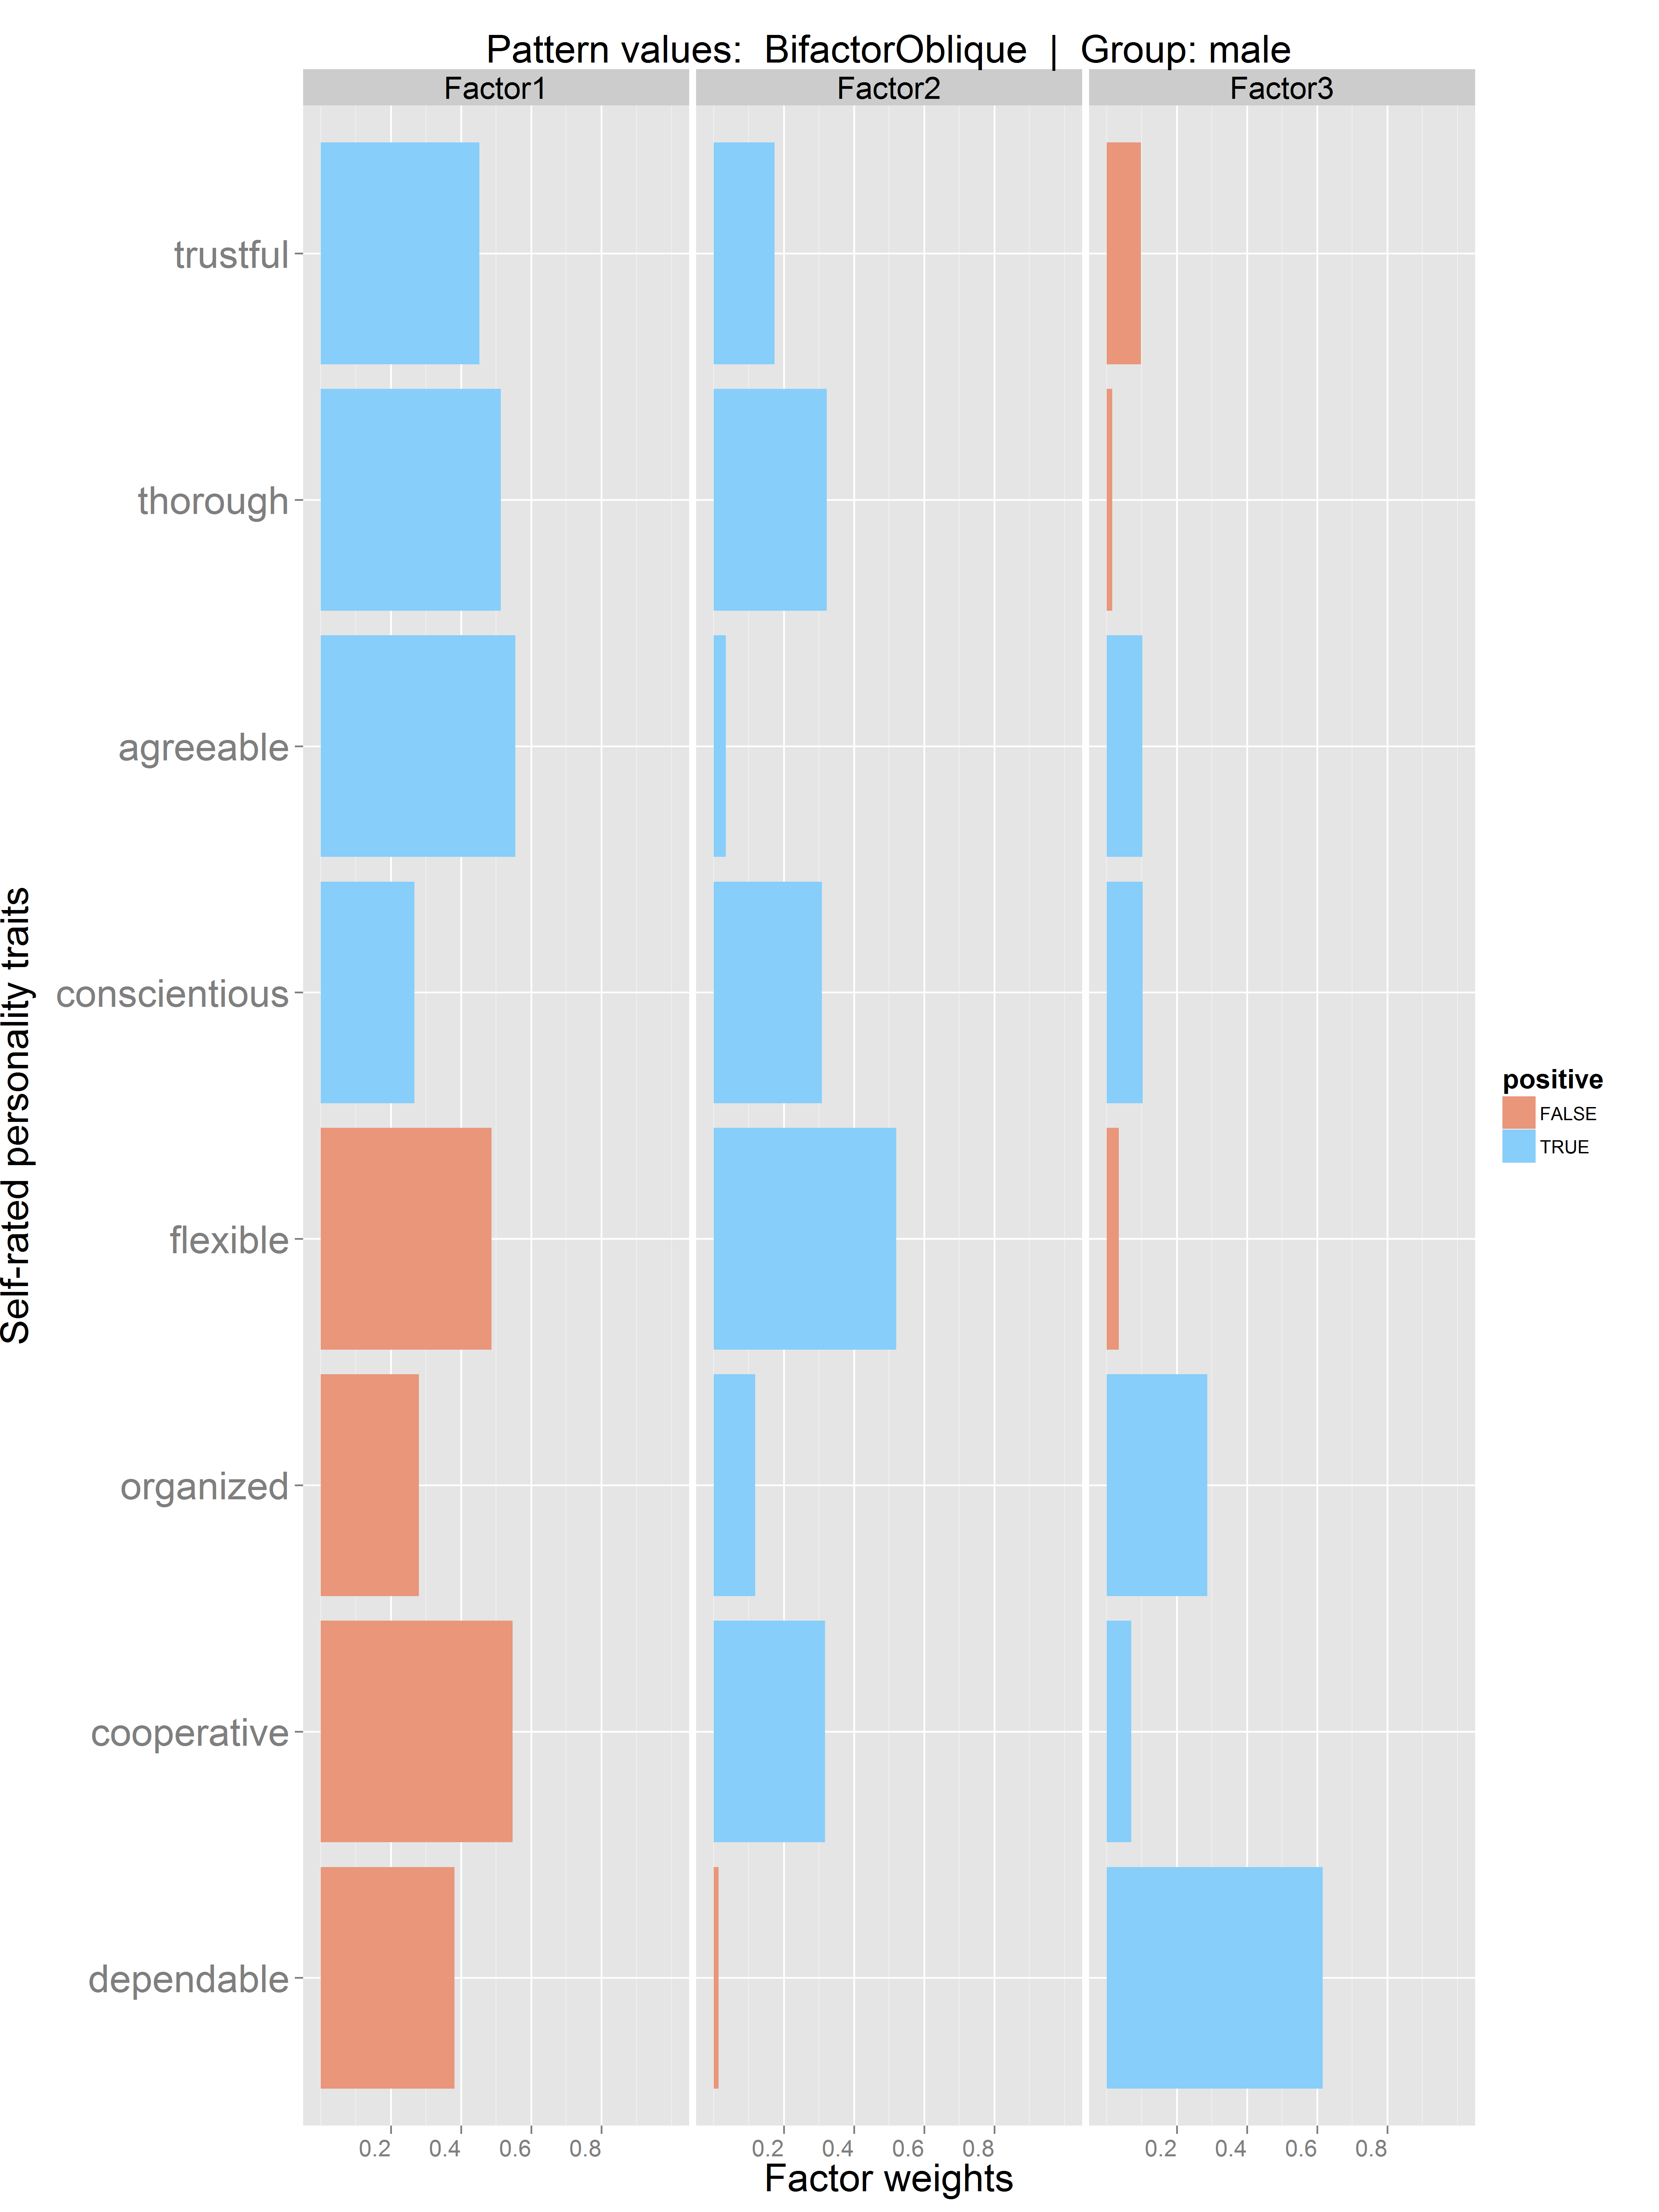 Pattern values:  BifactorOblique  |  Group: male
Factor1
Factor2
Factor3
Self-rated personality traits
trustful
thorough
agreeable
conscientious
flexible
organized
cooperative
dependable
0.2 0.4 0.6 0.8
0.2 0.4 0.6 0.8
0.2 0.4 0.6 0.8
Factor weights
positive
FALSE
TRUE